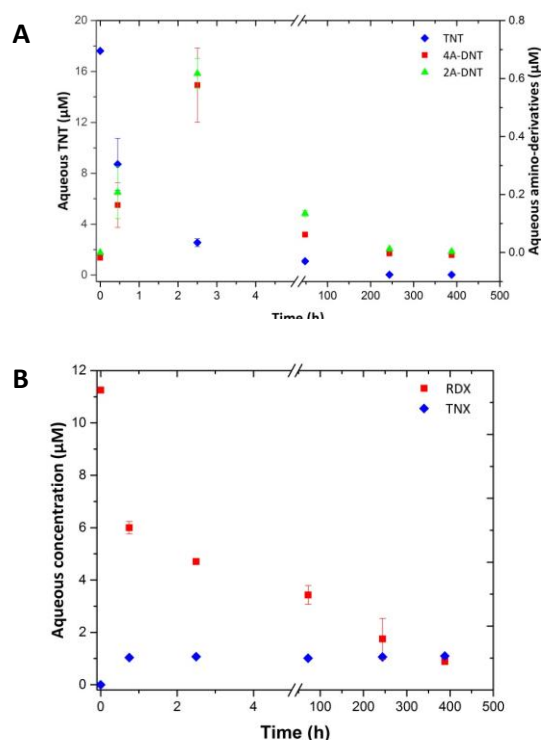 A
Aqueous TNT (µM)
20
16
12
8
4
0
TNT
4A-DNT
2A-DNT
0.8
0.6
0.4
0.2
0.0
Aqueous amino-derivatives (µM)
0 1 2 3 4 100 200 300 400 500
Time (h)
B
Aqueous concentration (µM)
12
10
8
6
4
2
0
RDX
TNX
0 2 4 100 200 300 400 500
Time (h)